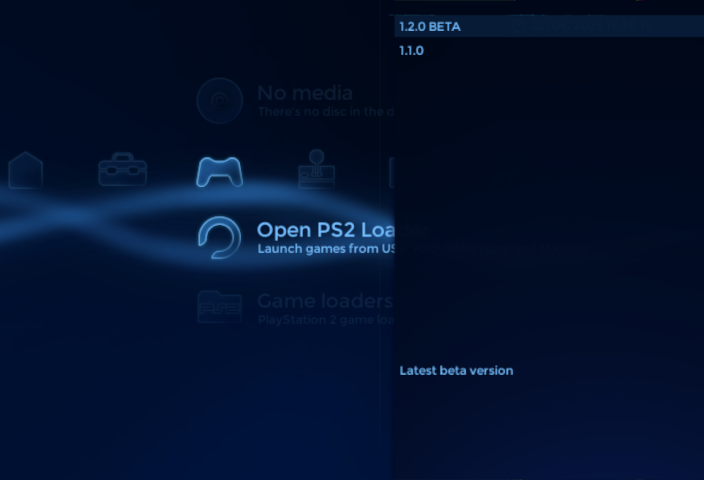 1.2.0 BETA
1.1.0
No media
There's no disc in the d
Open PS2 Loa
Launch games from US
Game loaders
PlayStation 2 game loa
Latest beta version